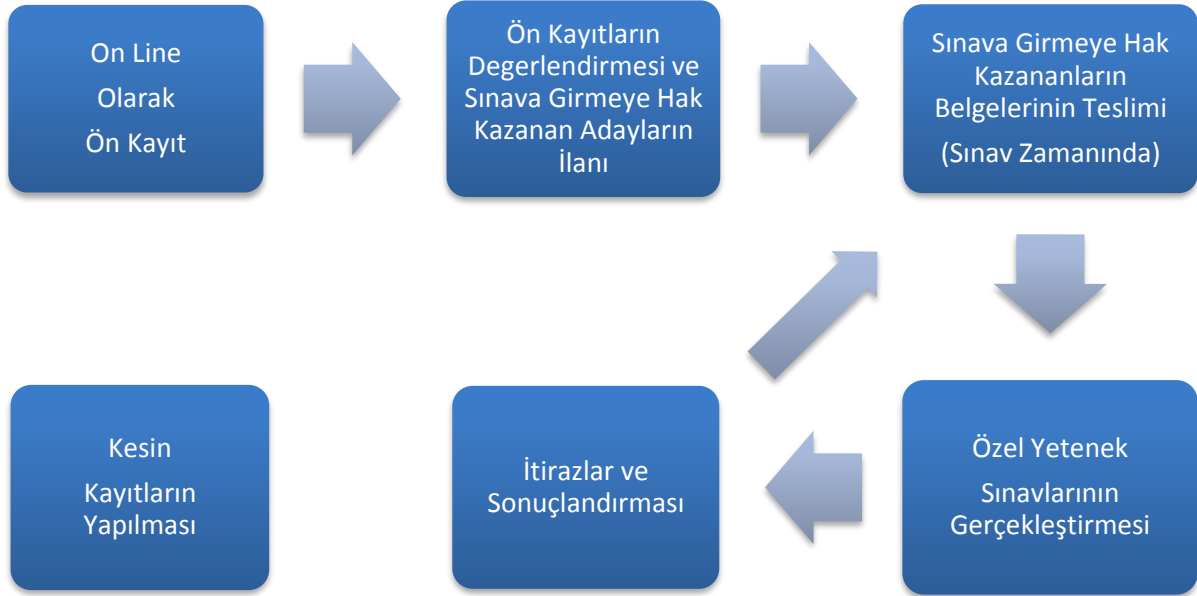 On Line
Olarak
Ön Kayıt
Ön Kayıtların
Degerlendirmesi ve
Sınava Girmeye Hak
Kazanan Adayların
İlanı
Sınava Girmeye Hak
Kazananların
Belgelerinin Teslimi
(Sınav Zamanında)
Özel Yetenek
Sınavlarının
Gerçekleştirmesi
İtirazlar ve
Sonuçlandırması
Kesin
Kayıtların
Yapılması